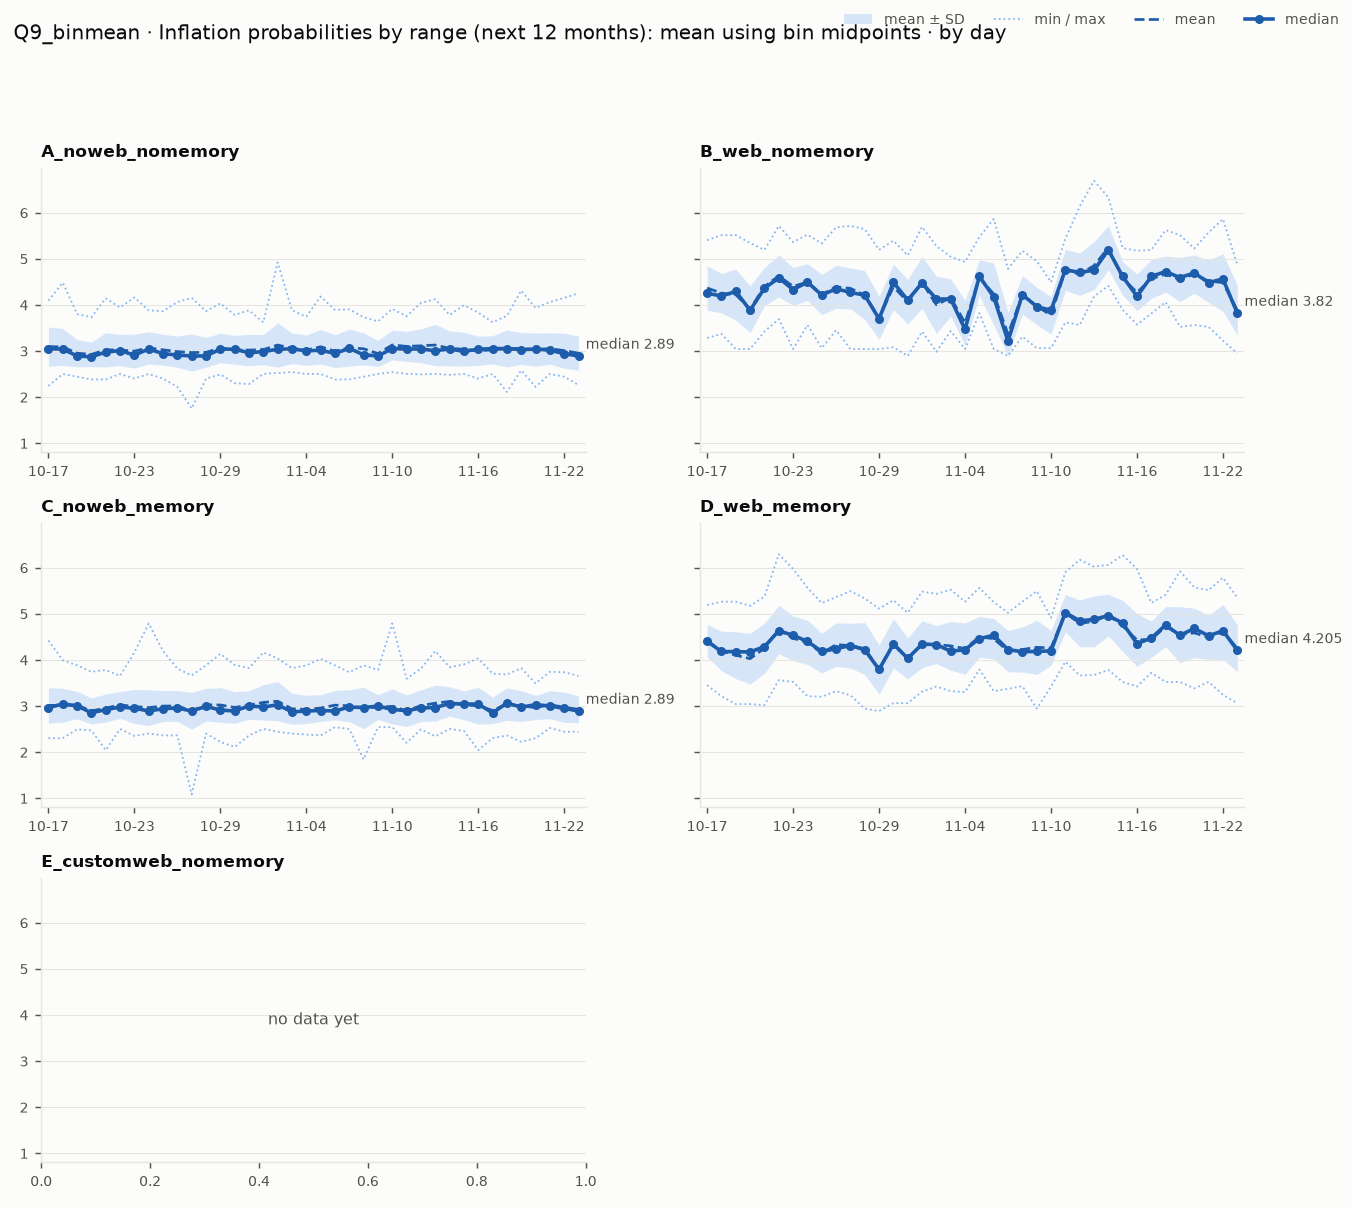 mean ± SD
min / max
mean
median
Q9_binmean · Inflation probabilities by range (next 12 months): mean using bin midpoints · by day
A_noweb_nomemory
6
5
4
3
2
1
10-17 10-23 10-29 11-04 11-10 11-16 11-22
median 2.89
B_web_nomemory
10-17 10-23 10-29 11-04 11-10 11-16 11-22
median 3.82
C_noweb_memory
6
5
4
3
2
1
10-17 10-23 10-29 11-04 11-10 11-16 11-22
median 2.89
D_web_memory
10-17 10-23 10-29 11-04 11-10 11-16 11-22
median 4.205
E_customweb_nomemory
6
5
4
3
2
1
no data yet
0.0 0.2 0.4 0.6 0.8 1.0